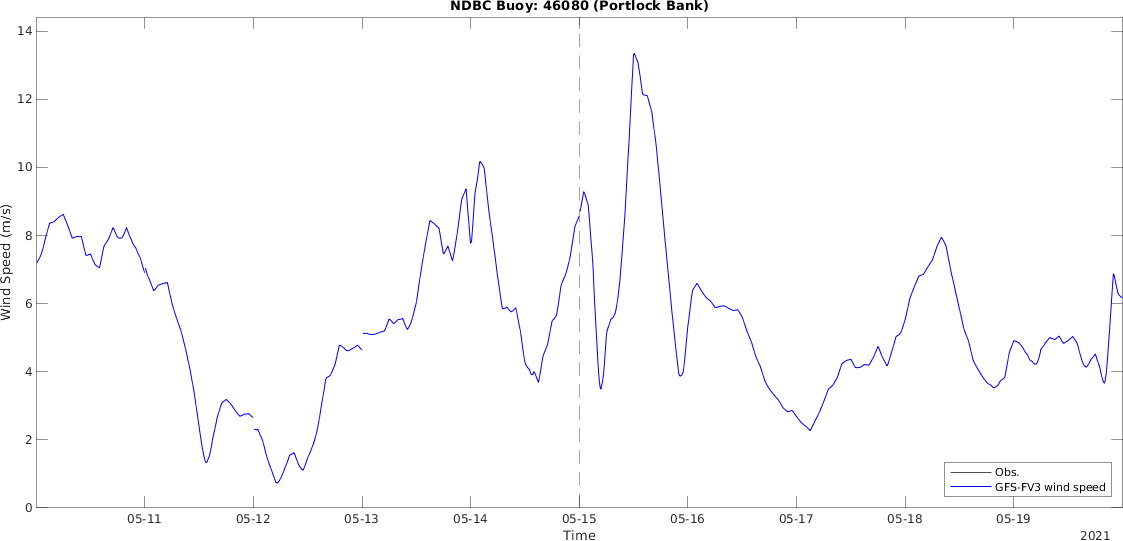 NDBC Buoy: 46080 (Portlock Bank)
14
12
10
8
6
4
2
0
Wind Speed (m/s)
05-11 05-12 05-13 05-14 05-15 05-16 05-17 05-18 05-19
Time
2021
Obs.
GFS-FV3 wind speed